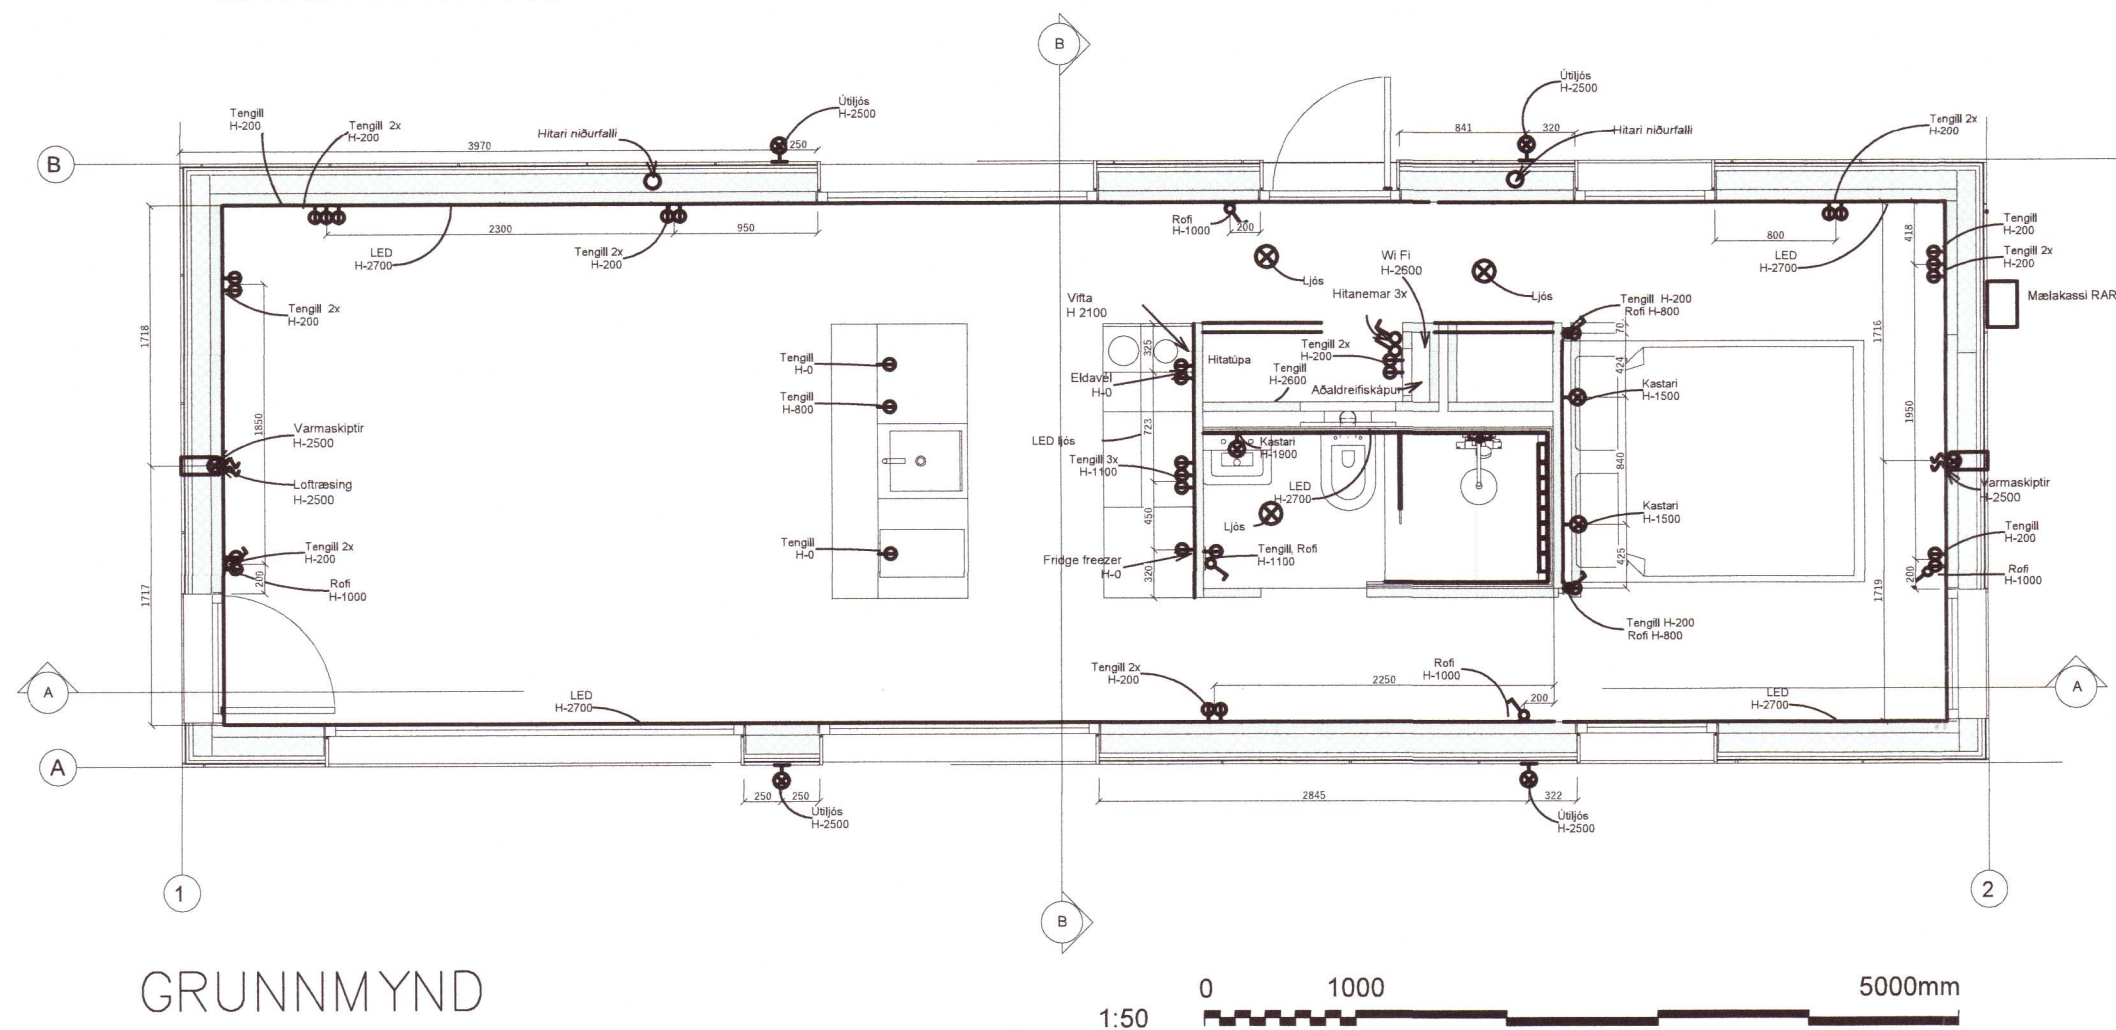 B
Útiljós
H-2500
Útiljós
H-2500
Tengill
H-200
Tengill 2x
H-200
Hitari niðurfalli
841
320
Hitari niðurfalli
Tengill 2x
H-200
3970
250
B
2300
950
LED
H-2700
Tengill 2x
H-200
Rofi
H-1000
200
800
LED
H-2700
418
Tengill
H-200
Tengill 2x
H-200
Ljós
Wi Fi
H-2600
Hitanemar 3x
Ljós
Tengill 2x
H-200
Vifta
H 2100
Tengill H-200
Rofi H-800
70
Mælakassi RAR
1718
1716
325
Hitatúpa
Tengill 2x
H-200
Tengill
H-2600
Aðaldreifiskápur
424
Tengill
H-0
Eldavél
H-0
Kastari
H-1500
Tengill
H-800
1850
1950
Varmaskiptir
H-2500
LED ljós
723
Kastari
H-1900
Tengill 3x
H-1100
840
Loftræsing
H-2500
LED
H-2700
Varmaskiptir
H-2500
Kastari
H-1500
450
Ljós
Tengill
H-200
Tengill 2x
H-200
Tengill
H-0
Fridge freezer
H-0
Tengill, Rofi
H-1100
425
200
Rofi
H-1000
320
200
Rofi
H-1000
1717
1719
Tengill H-200
Rofi H-800
Tengill 2x
H-200
Rofi
H-1000
2250
200
A
A
LED
H-2700
LED
H-2700
A
250
250
2845
322
Útiljós
H-2500
Útiljós
H-2500
1
2
B
GRUNNMYND
0
1000
5000mm
1:50